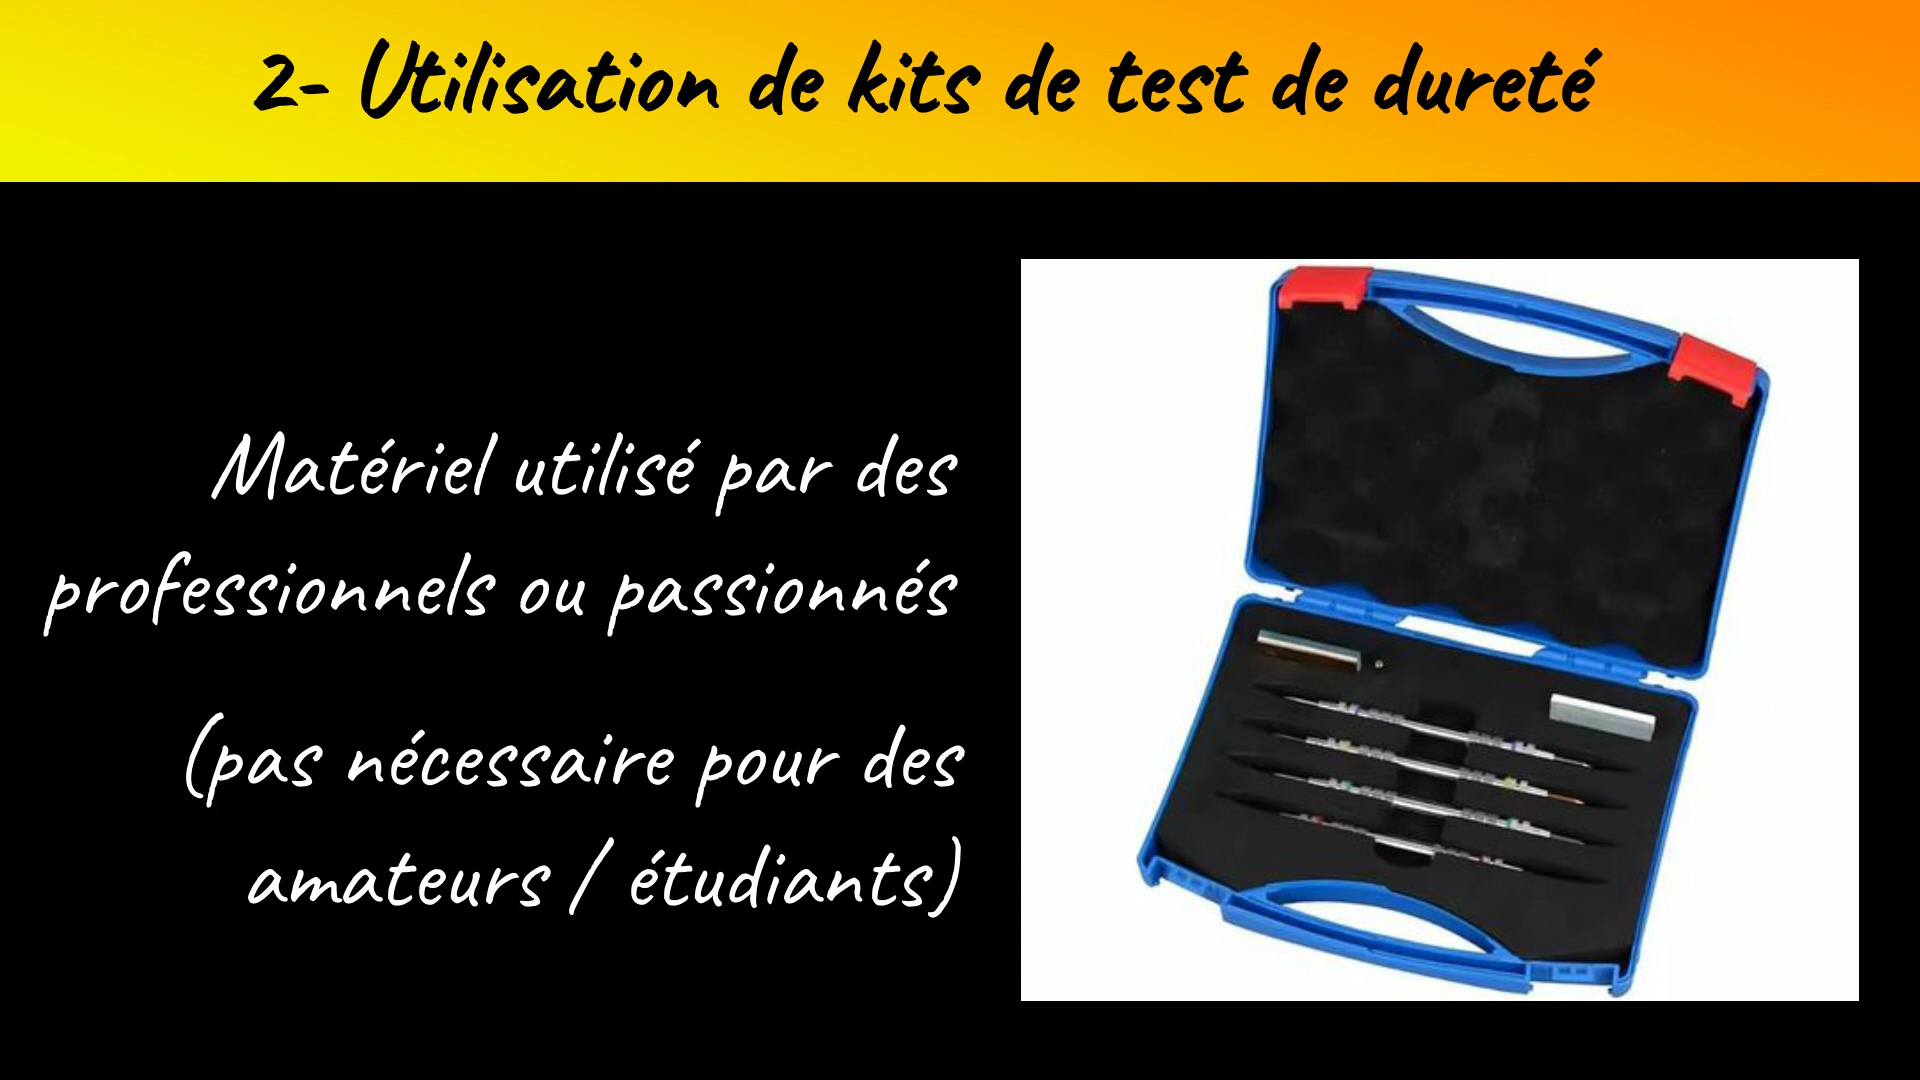 2- Utilisation de kits de test de dureté
Matériel utilisé par des
professionnels ou passionnés
(pas nécessaire pour des
amateurs / étudiants)